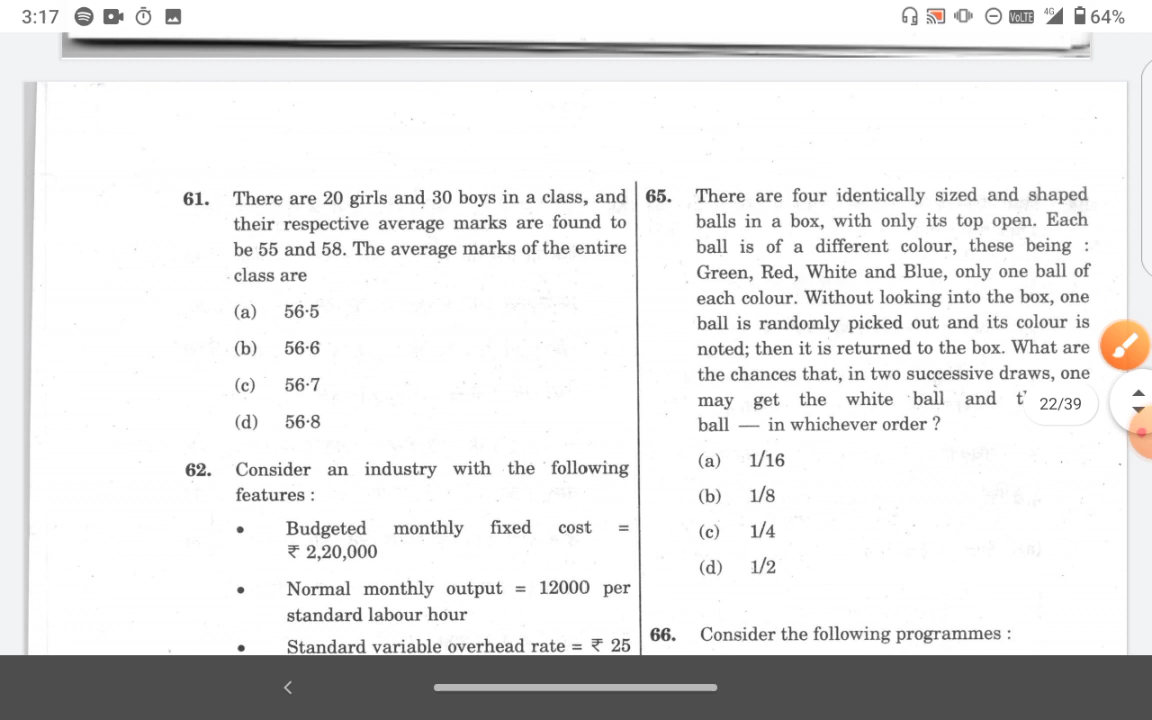 3:17
VoLTE 4G 64%
61. There are 20 girls and 30 boys in a class, and
their respective average marks are found to
be 55 and 58. The average marks of the entire
class are
(a) 56·5
(b) 56·6
(c) 56·7
(d) 56·8
62. Consider an industry with the following
features :
• Budgeted monthly fixed cost =
₹ 2,20,000
• Normal monthly output = 12000 per
standard labour hour
• Standard variable overhead rate = ₹ 25
65. There are four identically sized and shaped
balls in a box, with only its top open. Each
ball is of a different colour, these being :
Green, Red, White and Blue, only one ball of
each colour. Without looking into the box, one
ball is randomly picked out and its colour is
noted; then it is returned to the box. What are
the chances that, in two successive draws, one
may get the white ball and
ball — in whichever order ?
(a) 1/16
(b) 1/8
(c) 1/4
(d) 1/2
66. Consider the following programmes :
22/39